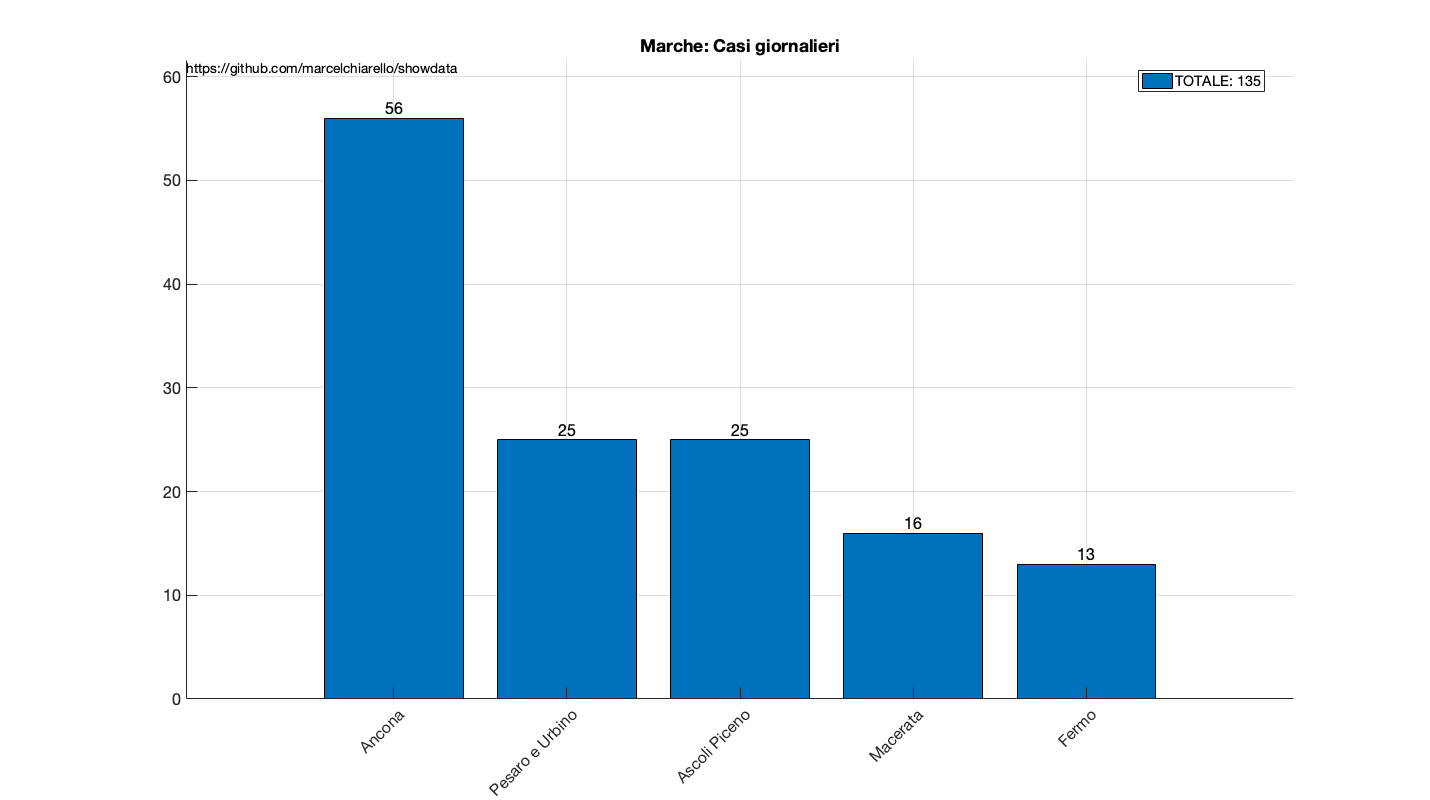 Marche: Casi giornalieri
https://github.com/marcelchiarello/showdata
TOTALE: 135
60
50
40
30
20
10
0
56
25
25
16
13
Ancona
Pesaro e Urbino
Ascoli Piceno
Macerata
Fermo